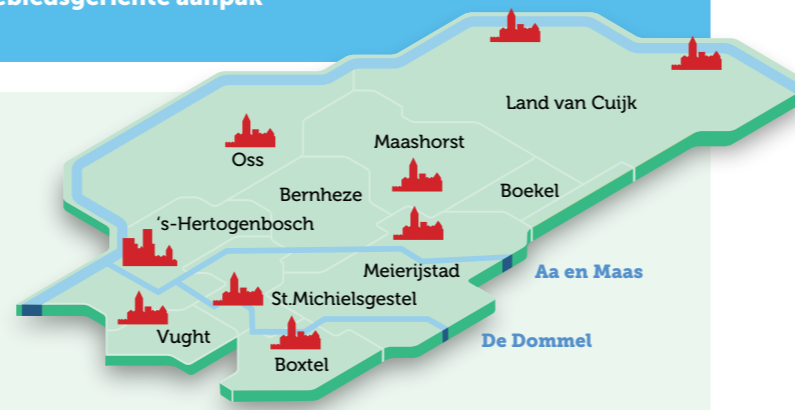 Land van Cuijk
Maashorst
Oss
Bernheze
Boekel
‘s-Hertogenbosch
Meierijstad
Aa en Maas
St.Michielsgestel
Vught
De Dommel
Boxtel